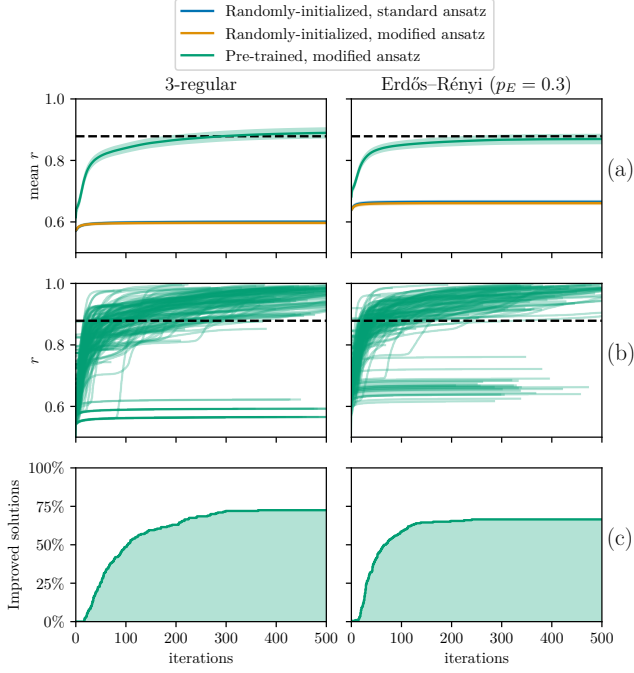 Randomly-initialized, standard ansatz
Randomly-initialized, modified ansatz
Pre-trained, modified ansatz
3-regular
Erdős–Rényi (p_E = 0.3)
mean r
1.0
0.8
0.6
(a)
r
1.0
0.8
0.6
(b)
Improved solutions
100%
75%
50%
25%
0%
(c)
0 100 200 300 400 500
0 100 200 300 400 500
iterations
iterations